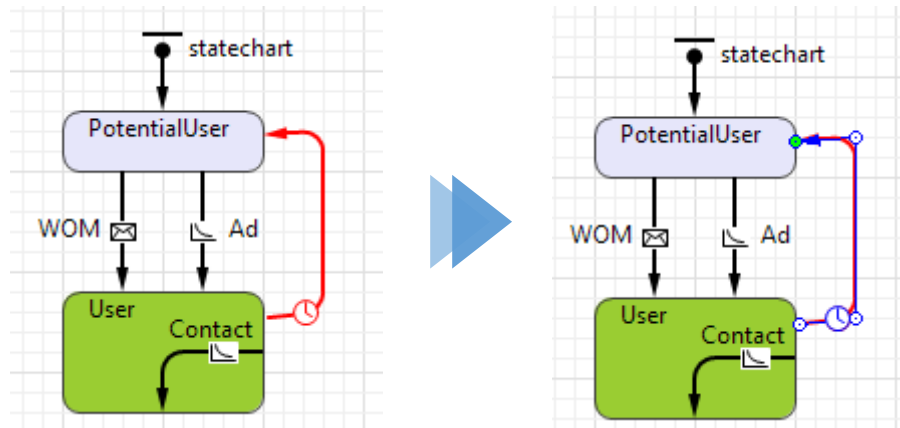 statechart
PotentialUser
WOM
Ad
User
Contact
statechart
PotentialUser
WOM
Ad
User
Contact